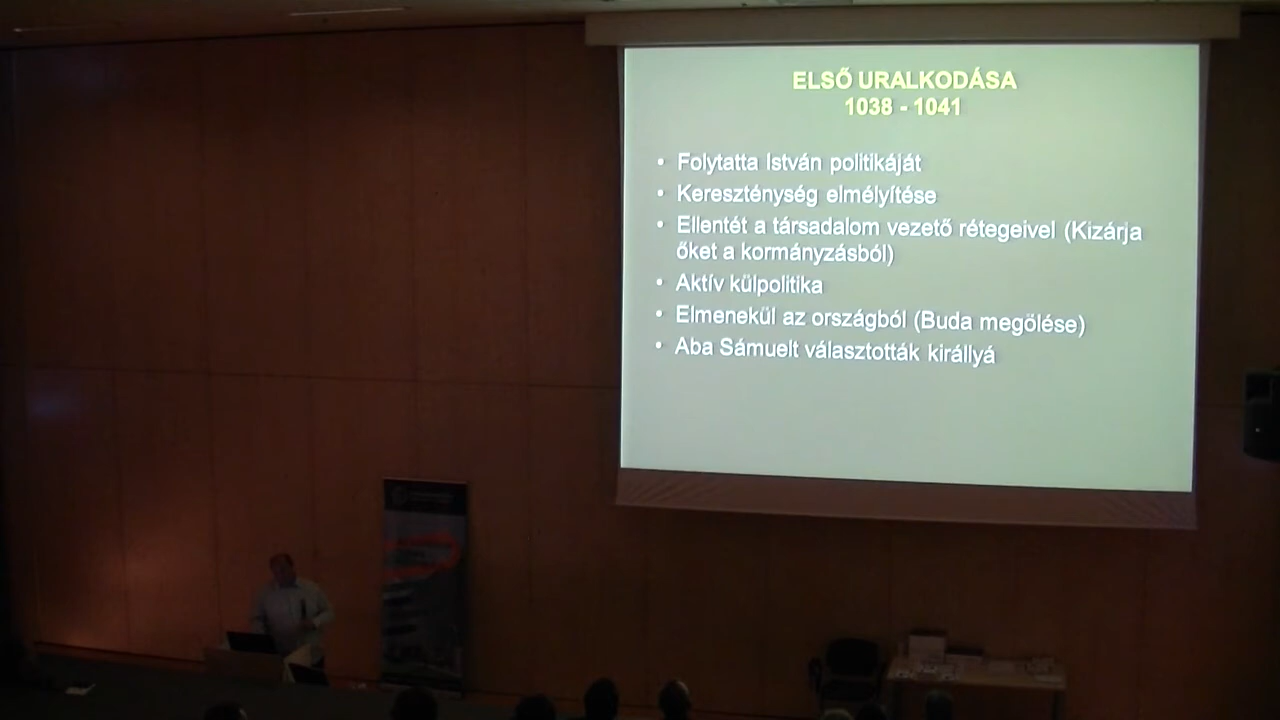 ELSŐ URALKODÁSA
1038 - 1041
• Folytatta István politikáját
• Kereszténység elmélyítése
• Ellentét a társadalom vezető rétegeivel (Kizárja
őket a kormányzásból)
• Aktív külpolitika
• Elmenekül az országból (Buda megölése)
• Aba Sámuelt választották királlyá